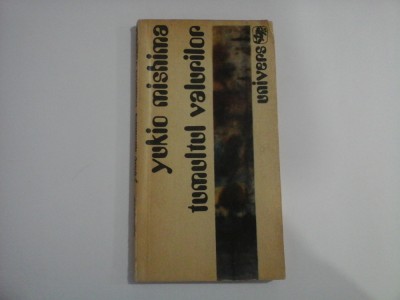 yukio mishima
tumultul valurilor
univers